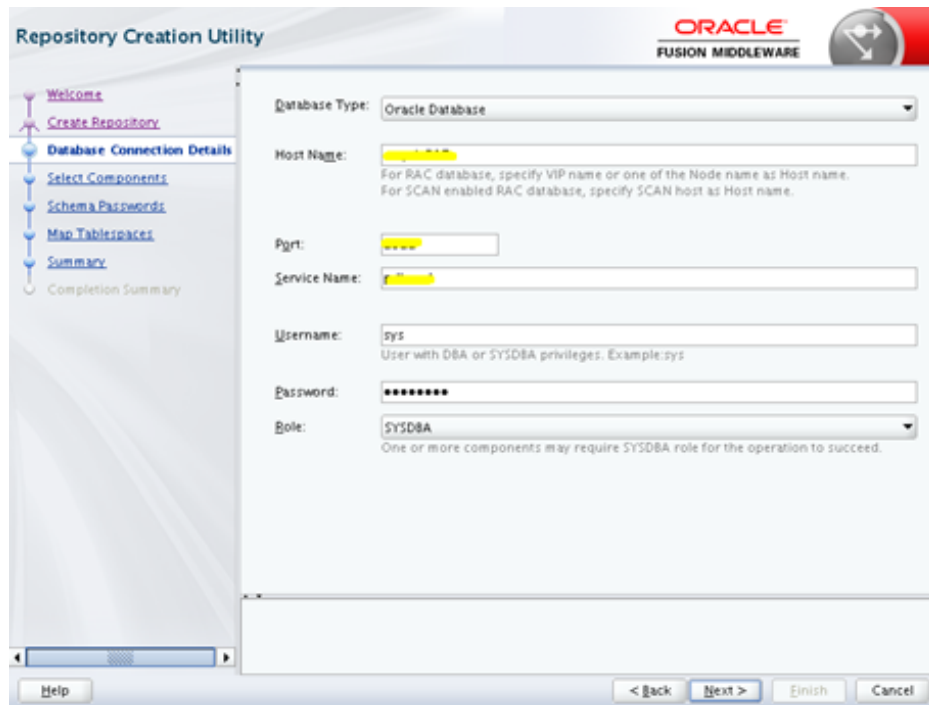 Repository Creation Utility
ORACLE
FUSION MIDDLEWARE
Welcome
Create Repository
Database Connection Details
Select Components
Schema Passwords
Map Tablespaces
Summary
Completion Summary
Database Type: Oracle Database
Host Name:
For RAC database, specify VIP name or one of the Node name as Host name.
For SCAN enabled RAC database, specify SCAN host as Host name.
Port:
Service Name:
Username: sys
User with DBA or SYSDBA privileges. Example:sys
Password: ••••••••
Role: SYSDBA
One or more components may require SYSDBA role for the operation to succeed.
Help
< Back Next > Finish Cancel